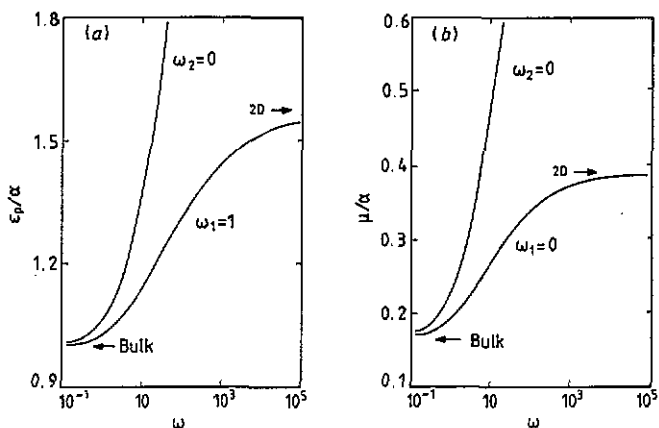 1.8
(a)
ω₂=0
2D →
1.5
εₚ/α
ω₁=1
1.2
← Bulk
0.9
10⁻¹ 10 10³ 10⁵
ω
0.6
(b)
ω₂=0
0.5
0.4
2D →
μ/α
0.3
ω₁=0
0.2
← Bulk
0.1
10⁻¹ 10 10³ 10⁵
ω